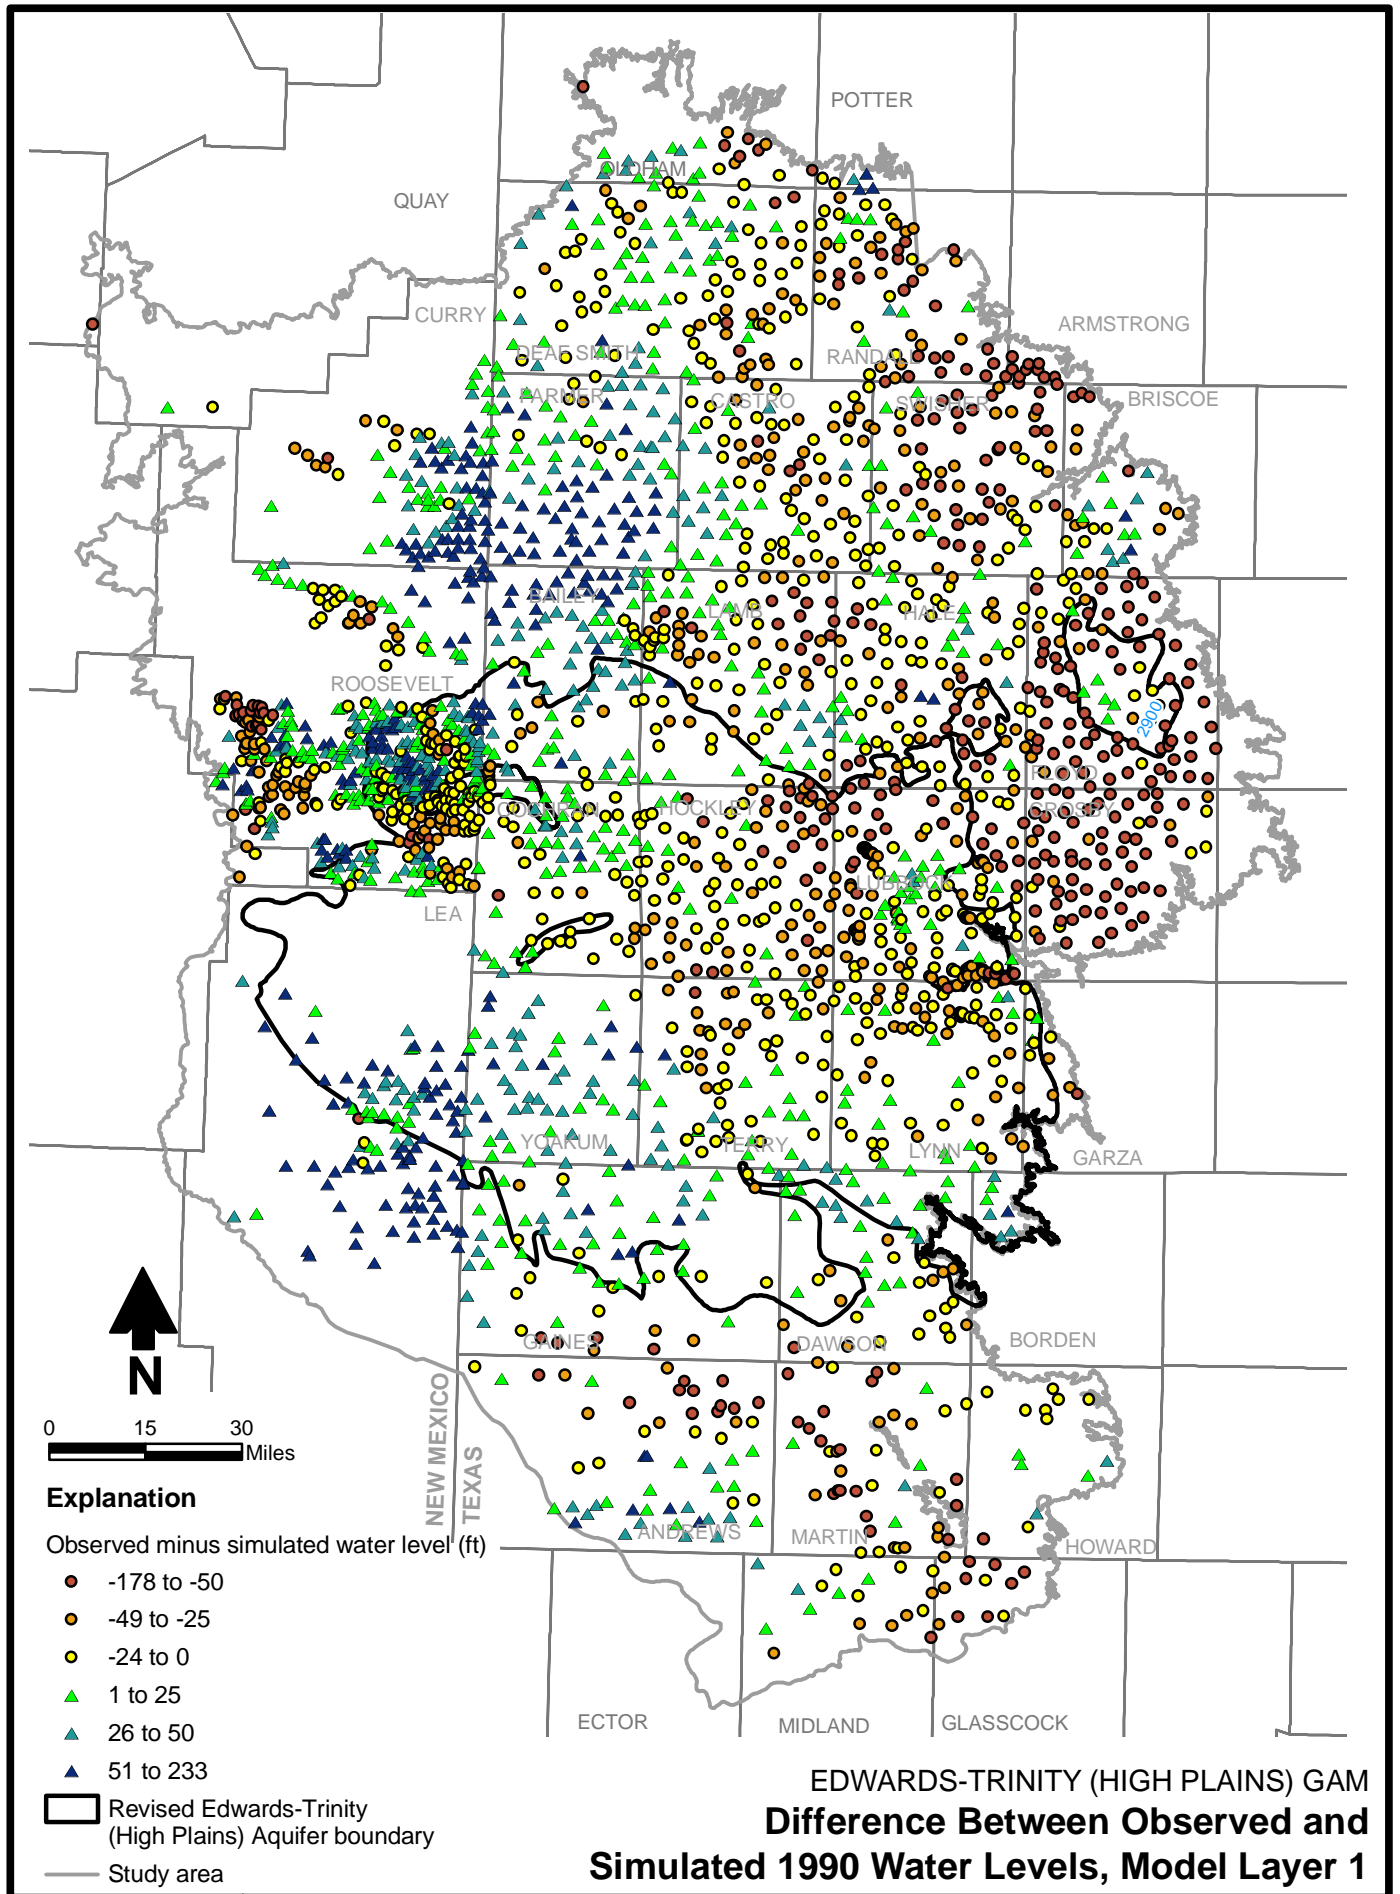 POTTER
OLDHAM
QUAY
CURRY
ARMSTRONG
DEAF SMITH
RANDALL
PARMER
CASTRO
SWISHER
BRISCOE
BAILEY
LAMB
HALE
ROOSEVELT
2900
FLOYD
COCHRAN
HOCKLEY
CROSBY
LUBBOCK
LEA
YOAKUM
TERRY
LYNN
GARZA
GAINES
DAWSON
BORDEN
N
NEW MEXICO
TEXAS
0 15 30
Miles
ANDREWS
MARTIN
HOWARD
ECTOR
MIDLAND
GLASSCOCK
Explanation
Observed minus simulated water level (ft)
-178 to -50
-49 to -25
-24 to 0
1 to 25
26 to 50
51 to 233
Revised Edwards-Trinity
(High Plains) Aquifer boundary
Study area
EDWARDS-TRINITY (HIGH PLAINS) GAM
Difference Between Observed and
Simulated 1990 Water Levels, Model Layer 1